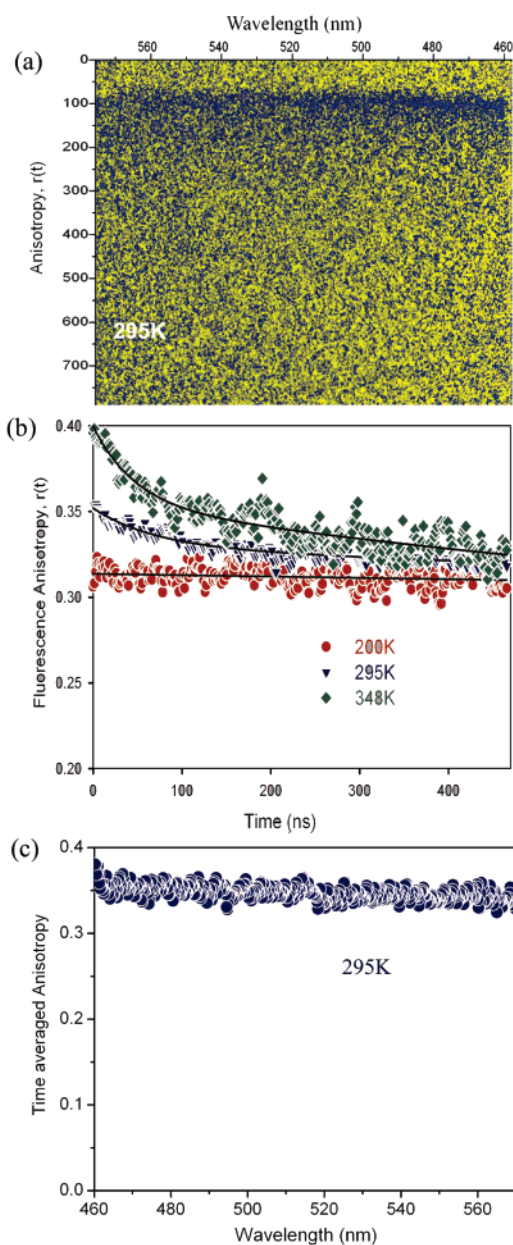 Wavelength (nm)
560 540 520 500 480 460
(a)
0
100
200
300
400
500
600
700
Anisotropy, r(t)
295K
(b)
0.40
0.35
0.30
0.25
0.20
Fluorescence Anisotropy, r(t)
200K
295K
348K
0 100 200 300 400
Time (ns)
(c)
0.4
0.3
0.2
0.1
0.0
Time averaged Anisotropy
295K
460 480 500 520 540 560
Wavelength (nm)